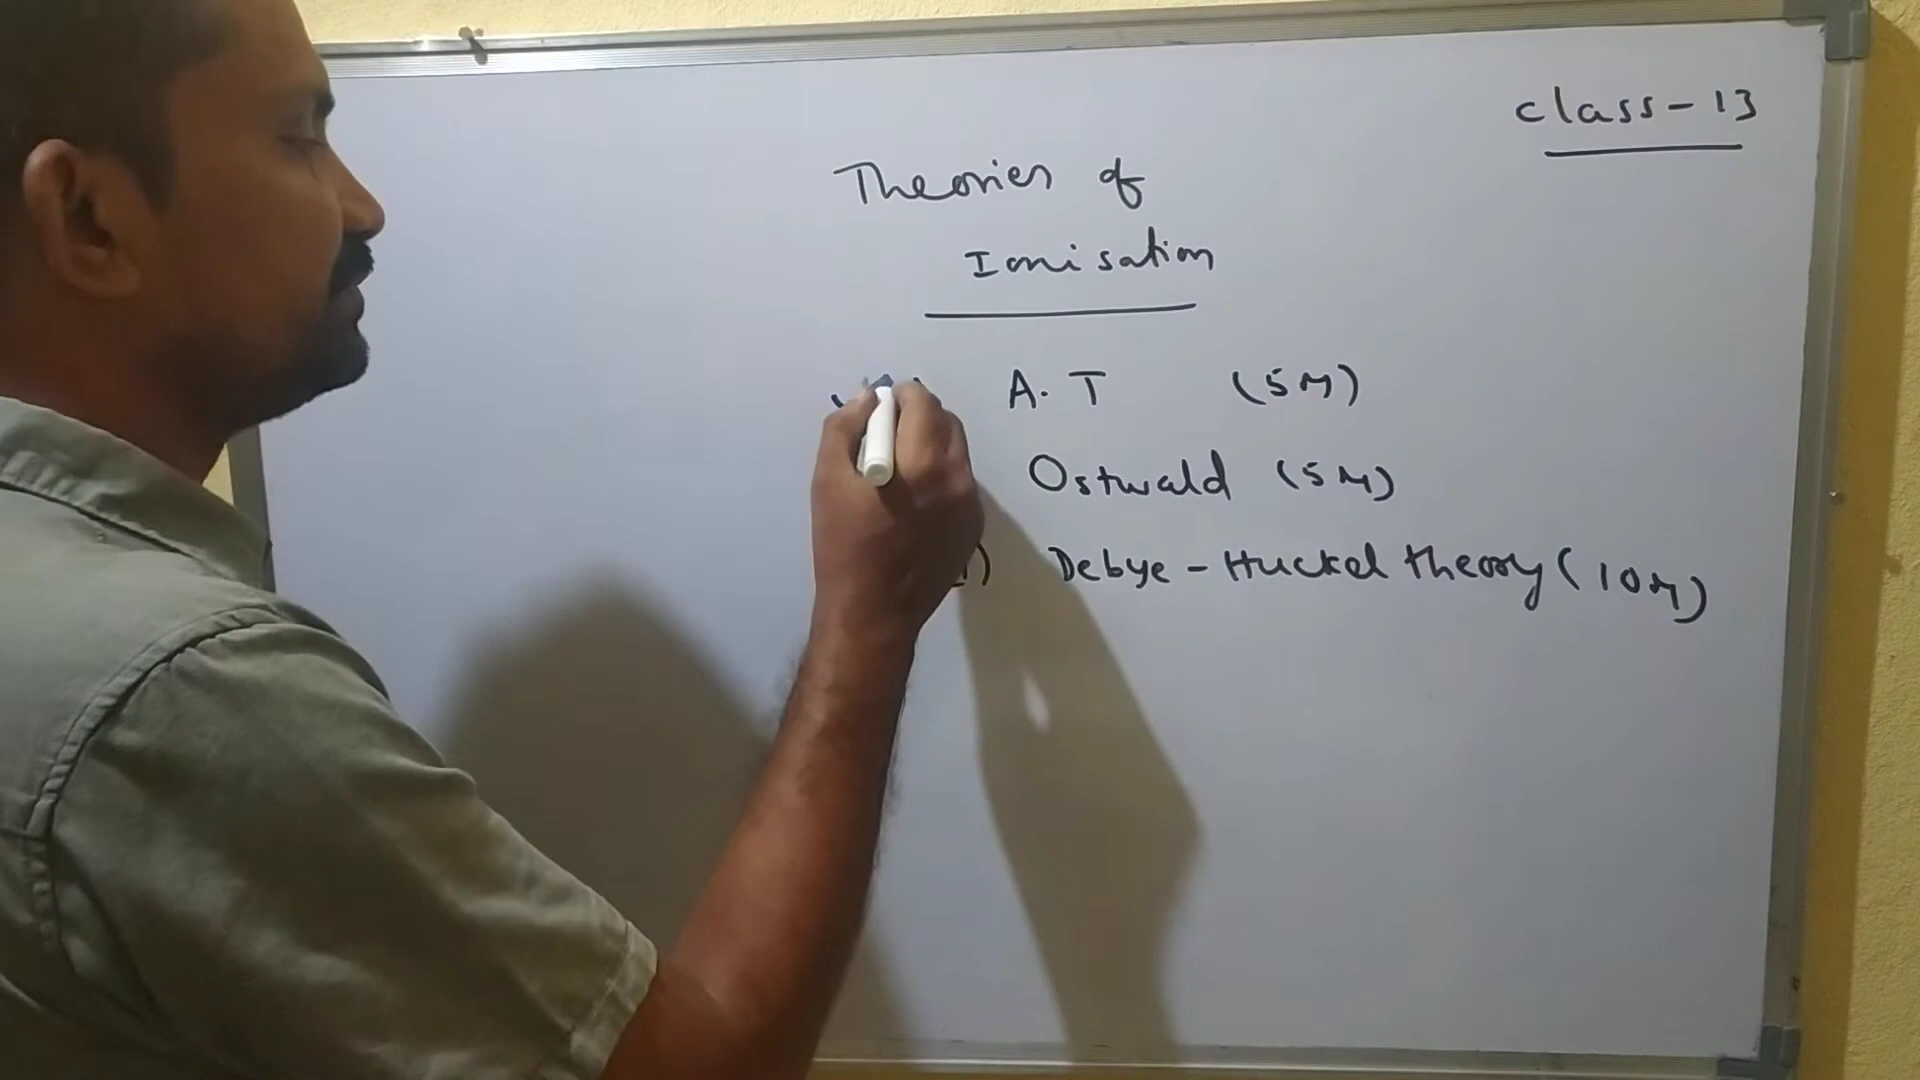 class-13
Theories of
Ionisation
A. T (5M)
Ostwald (5M)
Debye-Huckel theory (10M)